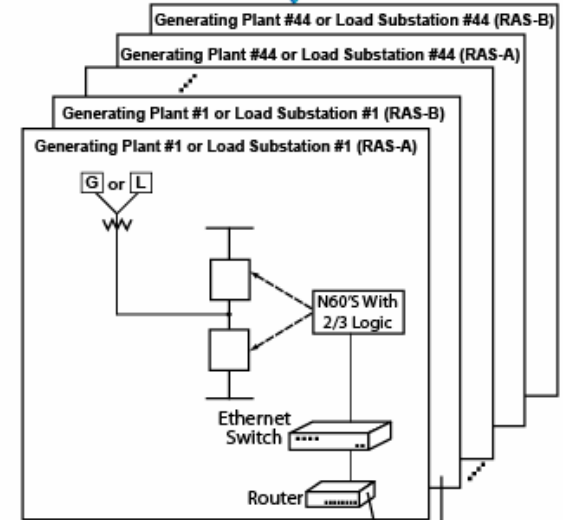 Generating Plant #44 or Load Substation #44 (RAS-B)
Generating Plant #44 or Load Substation #44 (RAS-A)
Generating Plant #1 or Load Substation #1 (RAS-B)
Generating Plant #1 or Load Substation #1 (RAS-A)
G or L
N60'S With
2/3 Logic
Ethernet
Switch
Router